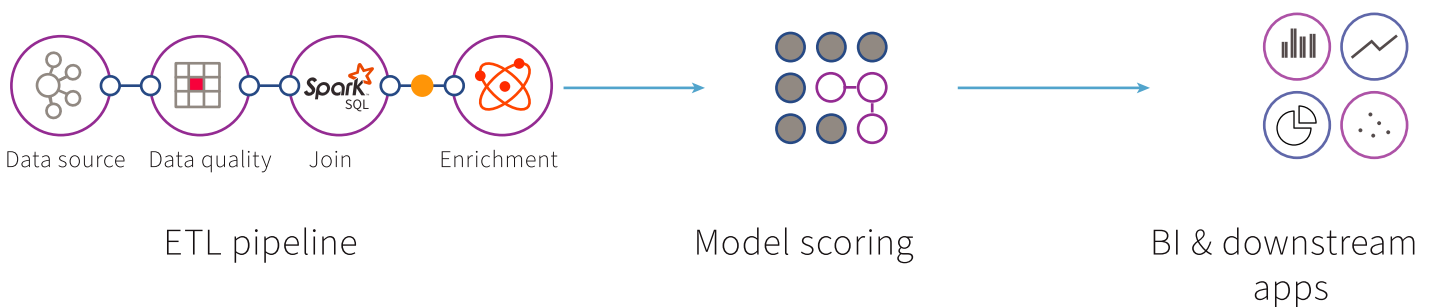 Spark
SQL
Data source
Data quality
Join
Enrichment
ETL pipeline
Model scoring
BI & downstream
apps